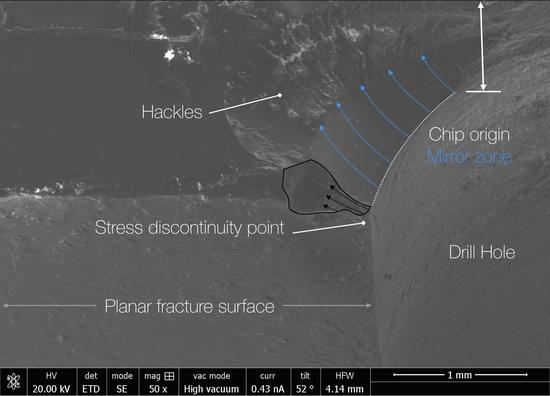 Hackles
Chip origin
Mirror zone
Stress discontinuity point
Drill Hole
Planar fracture surface
HV det mode mag vac mode curr tilt HFW 1 mm
20.00 kV ETD SE 50 x High vacuum 0.43 nA 52 ° 4.14 mm